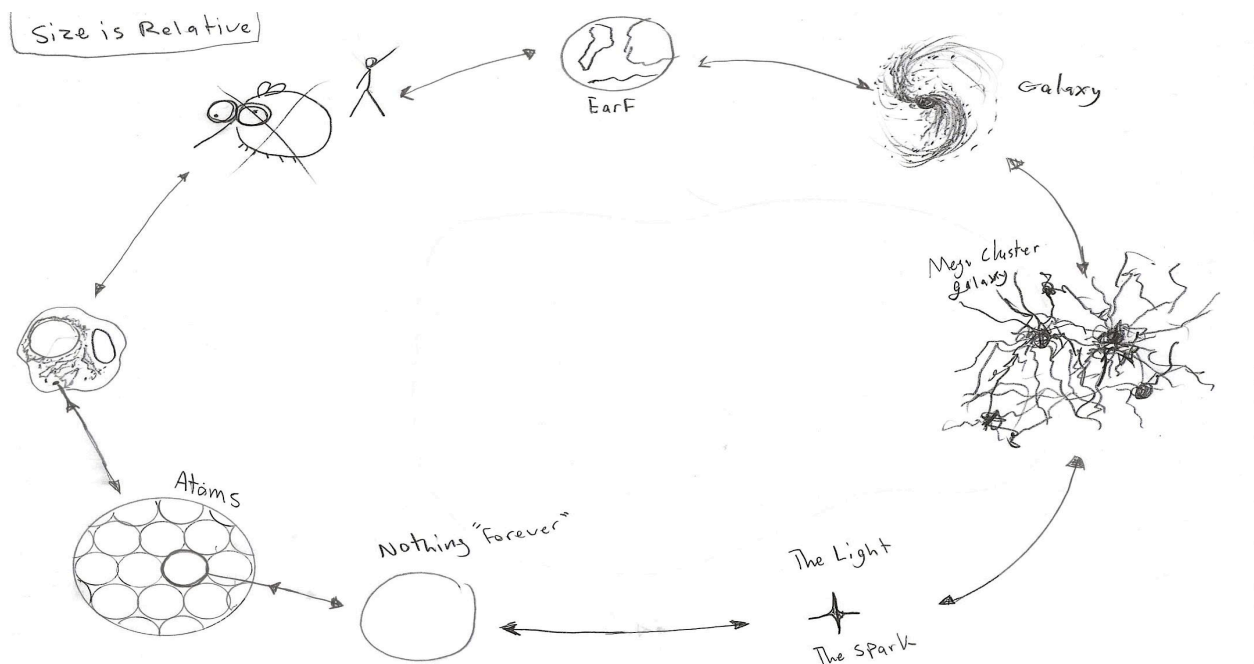 Size is Relative
EarF
Galaxy
Mega Cluster
galaxy
Atoms
Nothing "Forever"
The Light
The Spark